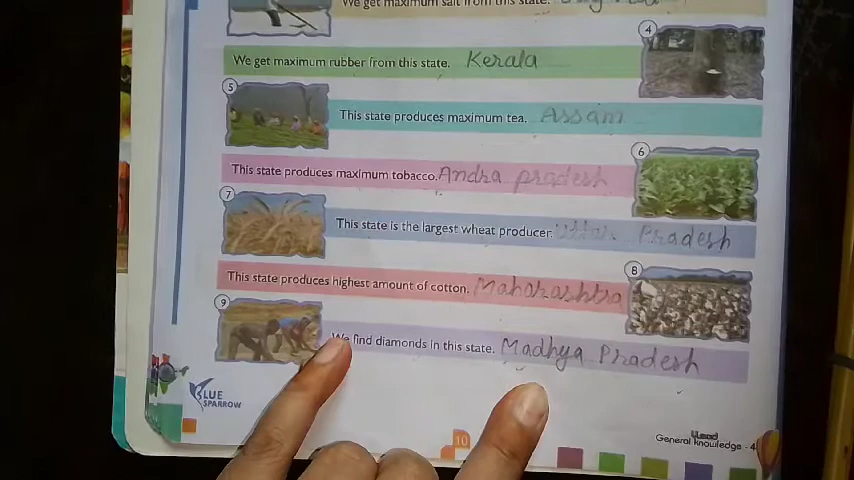 We get maximum salt from this state.
4
We get maximum rubber from this state. Kerala
5
This state produces maximum tea. Assam
6
This state produces maximum tobacco. Andra pradesh
7
This state is the largest wheat producer. Uttar Pradesh
8
This state produces highest amount of cotton. Maharashtra
9
We find diamonds in this state. Madhya Pradesh
BLUE
SPARROW
10
Lead
General Knowledge - 4